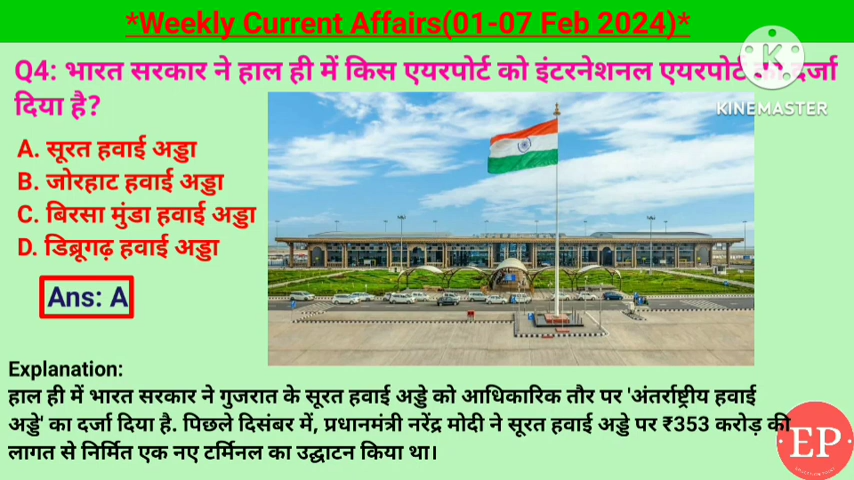 *Weekly Current Affairs(01-07 Feb 2024)*
Q4: भारत सरकार ने हाल ही में किस एयरपोर्ट को इंटरनेशनल एयरपोर्ट का दर्जा
दिया है?
K
KINEMASTER
A. सूरत हवाई अड्डा
B. जोरहाट हवाई अड्डा
C. बिरसा मुंडा हवाई अड्डा
D. डिब्रूगढ़ हवाई अड्डा
Ans: A
Explanation:
हाल ही में भारत सरकार ने गुजरात के सूरत हवाई अड्डे को आधिकारिक तौर पर 'अंतर्राष्ट्रीय हवाई
अड्डे' का दर्जा दिया है. पिछले दिसंबर में, प्रधानमंत्री नरेंद्र मोदी ने सूरत हवाई अड्डे पर ₹353 करोड़ की
लागत से निर्मित एक नए टर्मिनल का उद्घाटन किया था।
EP